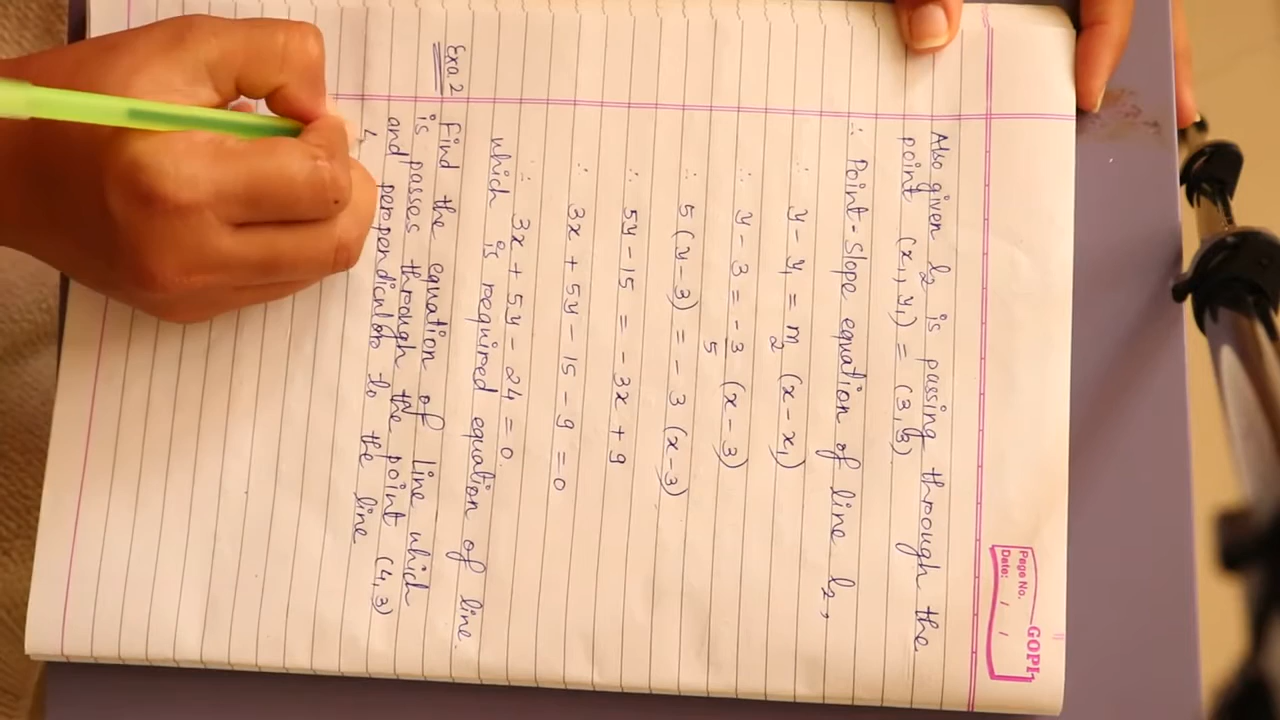 GOPI
Page No.
Date: / /
Also given l₂ is passing through the
point (x₁, y₁) = (3, 3)
∴ Point-slope equation of line l₂,
∴ y - y₁ = m₂ (x - x₁)
∴ y - 3 = -3/5 (x - 3)
∴ 5(y - 3) = - 3 (x - 3)
∴ 5y - 15 = - 3x + 9
∴ 3x + 5y - 15 - 9 = 0
∴ 3x + 5y - 24 = 0.
which is required equation of line.
Exa. 2 Find the equation of line which
is passes through the point (4, 3)
and perpendicular to the line